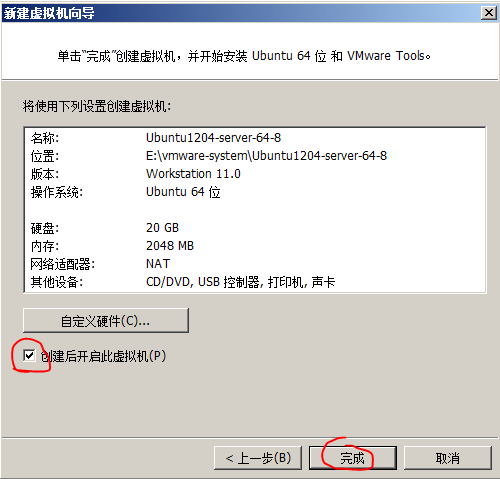 新建虚拟机向导
单击“完成”创建虚拟机，并开始安装 Ubuntu 64 位 和 VMware Tools。
将使用下列设置创建虚拟机:
名称: Ubuntu1204-server-64-8
位置: E:\vmware-system\Ubuntu1204-server-64-8
版本: Workstation 11.0
操作系统: Ubuntu 64 位
硬盘: 20 GB
内存: 2048 MB
网络适配器: NAT
其他设备: CD/DVD, USB 控制器, 打印机, 声卡
自定义硬件(C)...
创建后开启此虚拟机(P)
< 上一步(B) 完成 取消